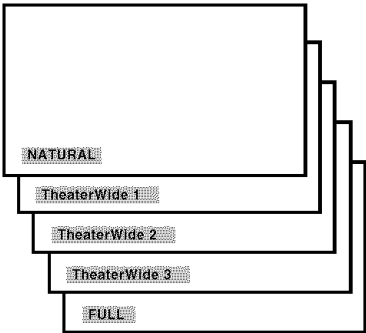 NATURAL
TheaterWide 1
TheaterWide 2
TheaterWide 3
FULL